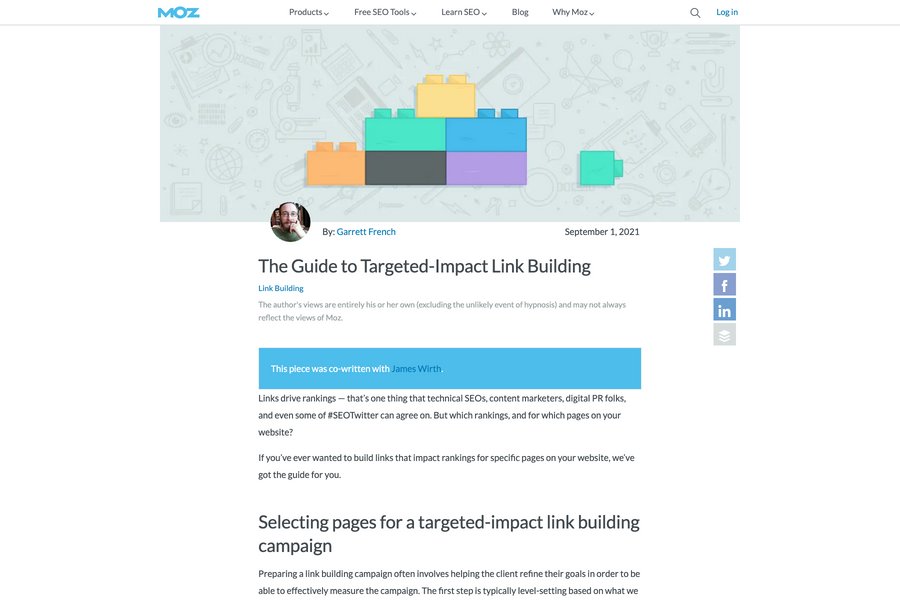 MOZ
Products
Free SEO Tools
Learn SEO
Blog
Why Moz
Log in
By: Garrett French
September 1, 2021
The Guide to Targeted-Impact Link Building
Link Building
The author's views are entirely his or her own (excluding the unlikely event of hypnosis) and may not always
reflect the views of Moz.
This piece was co-written with James Wirth.
Links drive rankings — that's one thing that technical SEOs, content marketers, digital PR folks,
and even some of #SEOTwitter can agree on. But which rankings, and for which pages on your
website?
If you've ever wanted to build links that impact rankings for specific pages on your website, we've
got the guide for you.
Selecting pages for a targeted-impact link building
campaign
Preparing a link building campaign often involves helping the client refine their goals in order to be
able to effectively measure the campaign. The first step is typically level-setting based on what we